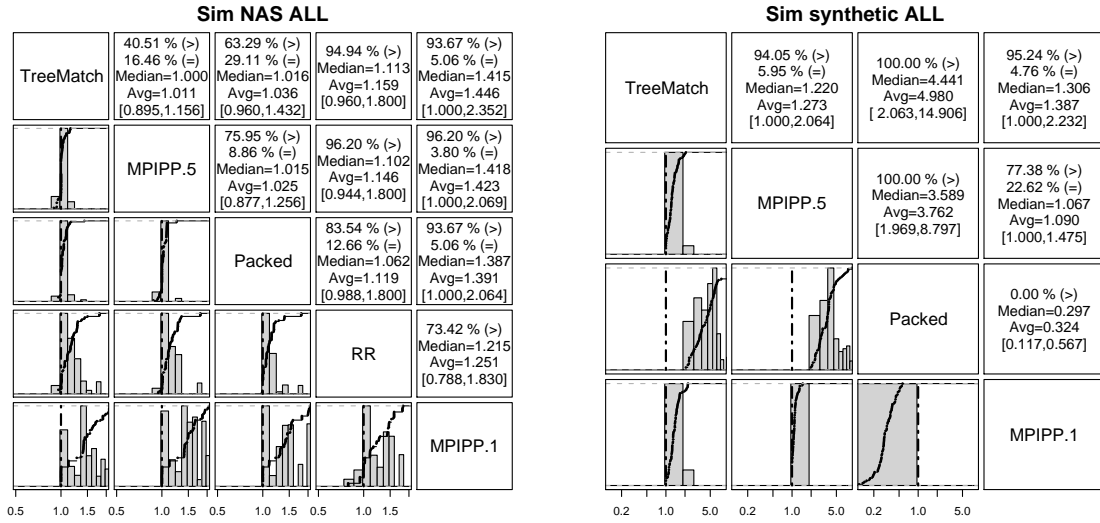 Sim NAS ALL
TreeMatch
40.51 % (>)
16.46 % (=)
Median=1.000
Avg=1.011
[0.895,1.156]
63.29 % (>)
29.11 % (=)
Median=1.016
Avg=1.036
[0.960,1.432]
94.94 % (>)
Median=1.113
Avg=1.159
[0.960,1.800]
93.67 % (>)
5.06 % (=)
Median=1.415
Avg=1.446
[1.000,2.352]
MPIPP.5
75.95 % (>)
8.86 % (=)
Median=1.015
Avg=1.025
[0.877,1.256]
96.20 % (>)
Median=1.102
Avg=1.146
[0.944,1.800]
96.20 % (>)
3.80 % (=)
Median=1.418
Avg=1.423
[1.000,2.069]
Packed
83.54 % (>)
12.66 % (=)
Median=1.062
Avg=1.119
[0.988,1.800]
93.67 % (>)
5.06 % (=)
Median=1.387
Avg=1.391
[1.000,2.064]
RR
73.42 % (>)
Median=1.215
Avg=1.251
[0.788,1.830]
MPIPP.1
0.5 1.0 1.5 0.5 1.0 1.5 0.5 1.0 1.5 0.5 1.0 1.5
Sim synthetic ALL
TreeMatch
94.05 % (>)
5.95 % (=)
Median=1.220
Avg=1.273
[1.000,2.064]
100.00 % (>)
Median=4.441
Avg=4.980
[ 2.063,14.906]
95.24 % (>)
4.76 % (=)
Median=1.306
Avg=1.387
[1.000,2.232]
MPIPP.5
100.00 % (>)
Median=3.589
Avg=3.762
[1.969,8.797]
77.38 % (>)
22.62 % (=)
Median=1.067
Avg=1.090
[1.000,1.475]
Packed
0.00 % (>)
Median=0.297
Avg=0.324
[0.117,0.567]
MPIPP.1
0.2 1.0 5.0 0.2 1.0 5.0 0.2 1.0 5.0